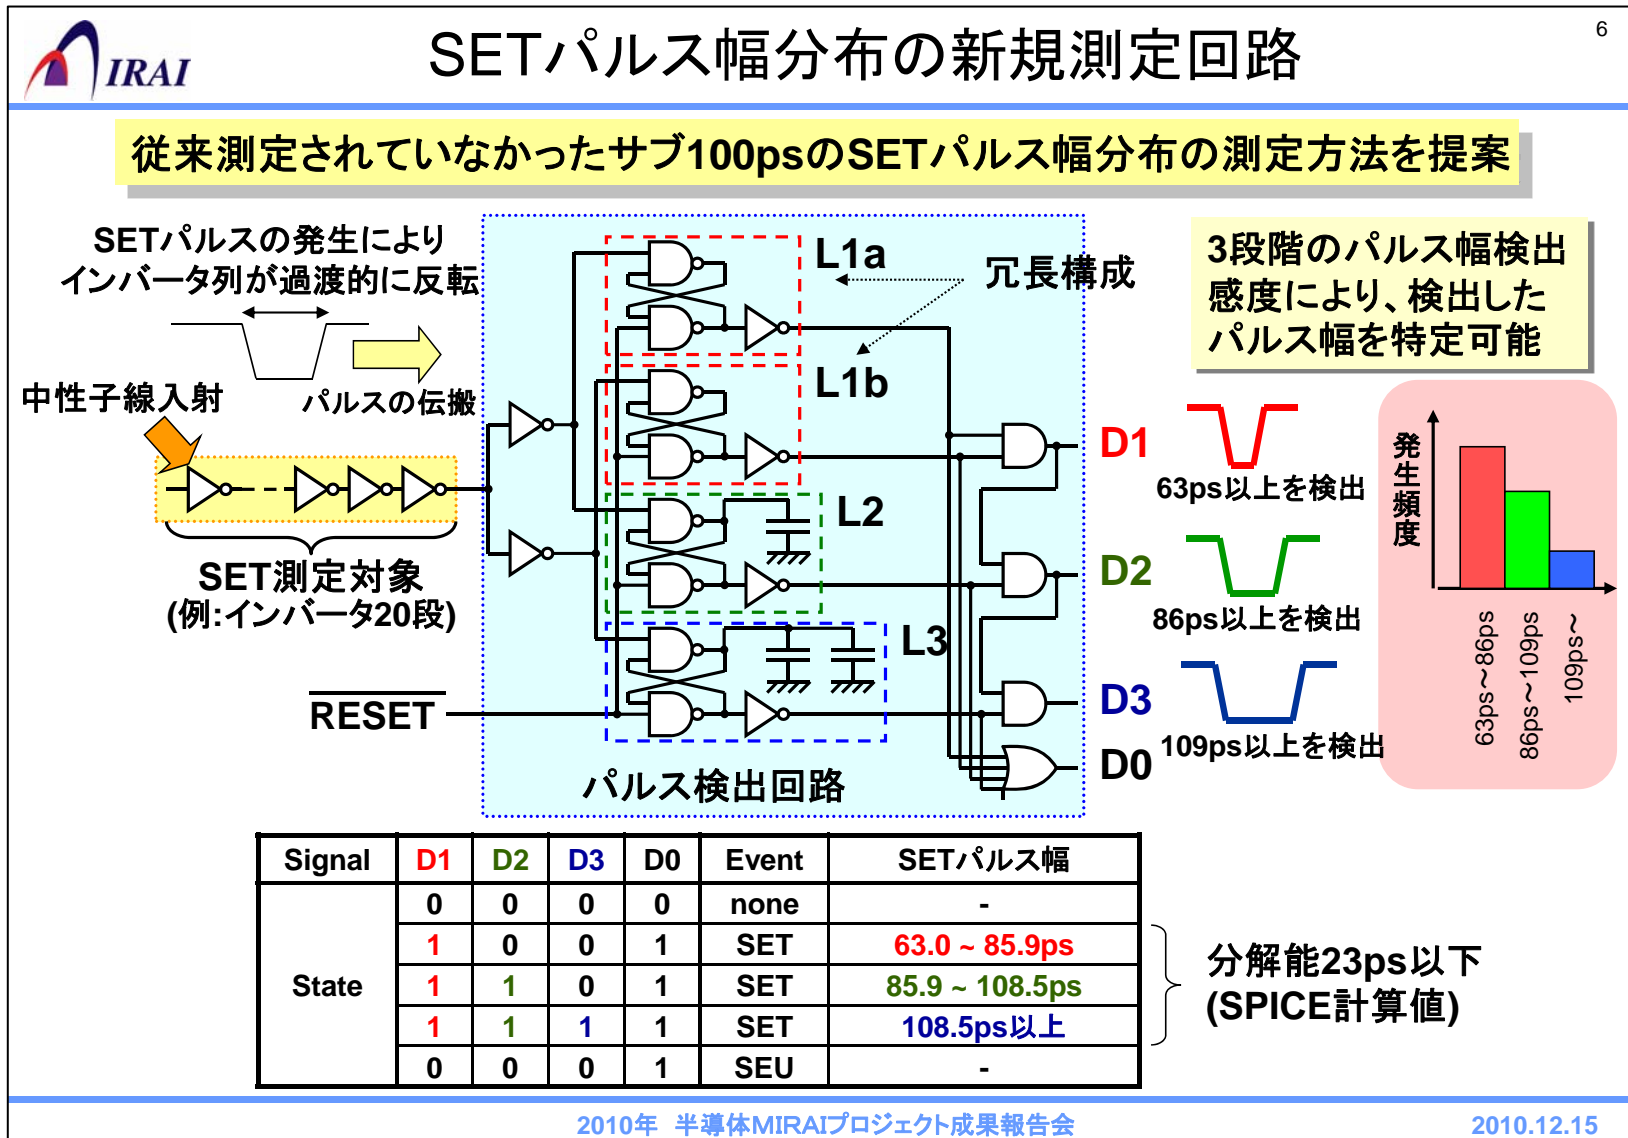 IRAI
SETパルス幅分布の新規測定回路
6
従来測定されていなかったサブ100psのSETパルス幅分布の測定方法を提案
SETパルスの発生により
インバータ列が過渡的に反転
パルスの伝搬
中性子線入射
SET測定対象
(例:インバータ20段)
RESET
L1a
冗長構成
L1b
L2
L3
パルス検出回路
D1
D2
D3
D0
3段階のパルス幅検出
感度により、検出した
パルス幅を特定可能
63ps以上を検出
86ps以上を検出
109ps以上を検出
発生頻度
63ps~86ps
86ps~109ps
109ps~
Signal D1 D2 D3 D0 Event SETパルス幅
State
0 0 0 0 none -
1 0 0 1 SET 63.0 ~ 85.9ps
1 1 0 1 SET 85.9 ~ 108.5ps
1 1 1 1 SET 108.5ps以上
0 0 0 1 SEU -
分解能23ps以下
(SPICE計算値)
2010年 半導体MIRAIプロジェクト成果報告会
2010.12.15